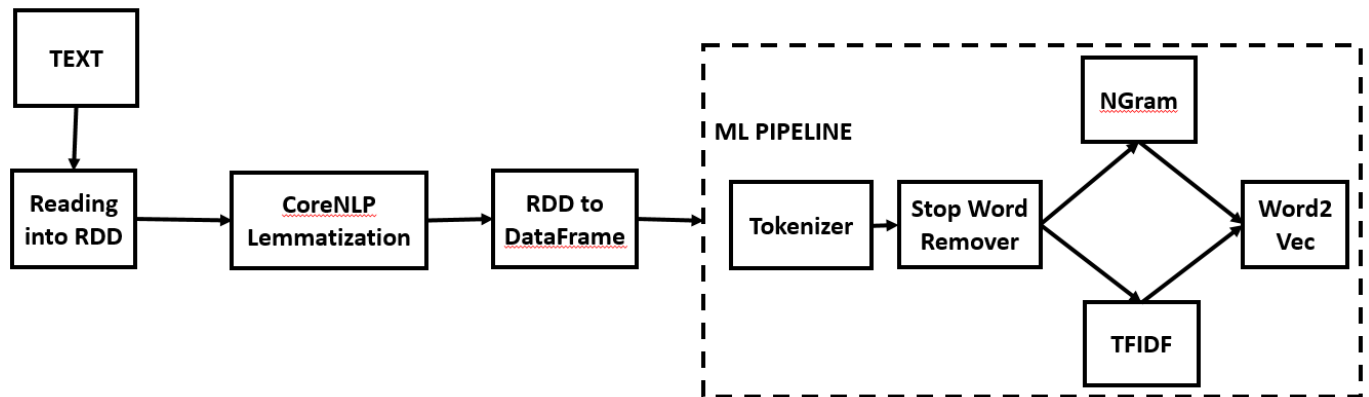 TEXT
Reading
into RDD
CoreNLP
Lemmatization
RDD to
DataFrame
ML PIPELINE
Tokenizer
Stop Word
Remover
NGram
TFIDF
Word2
Vec